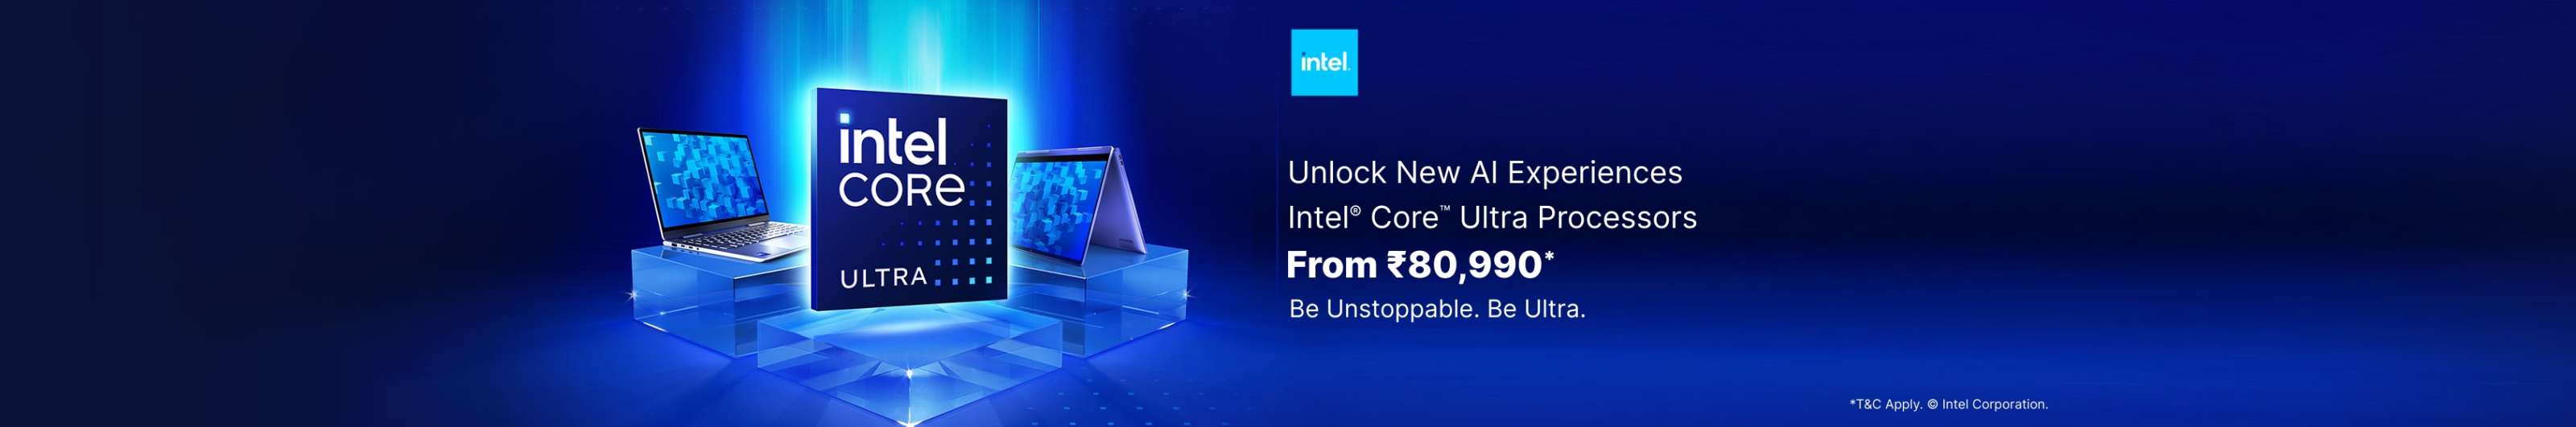 intel
CORE
ULTRA
intel.
Unlock New AI Experiences
Intel® Core™ Ultra Processors
From ₹80,990*
Be Unstoppable. Be Ultra.
*T&C Apply. © Intel Corporation.